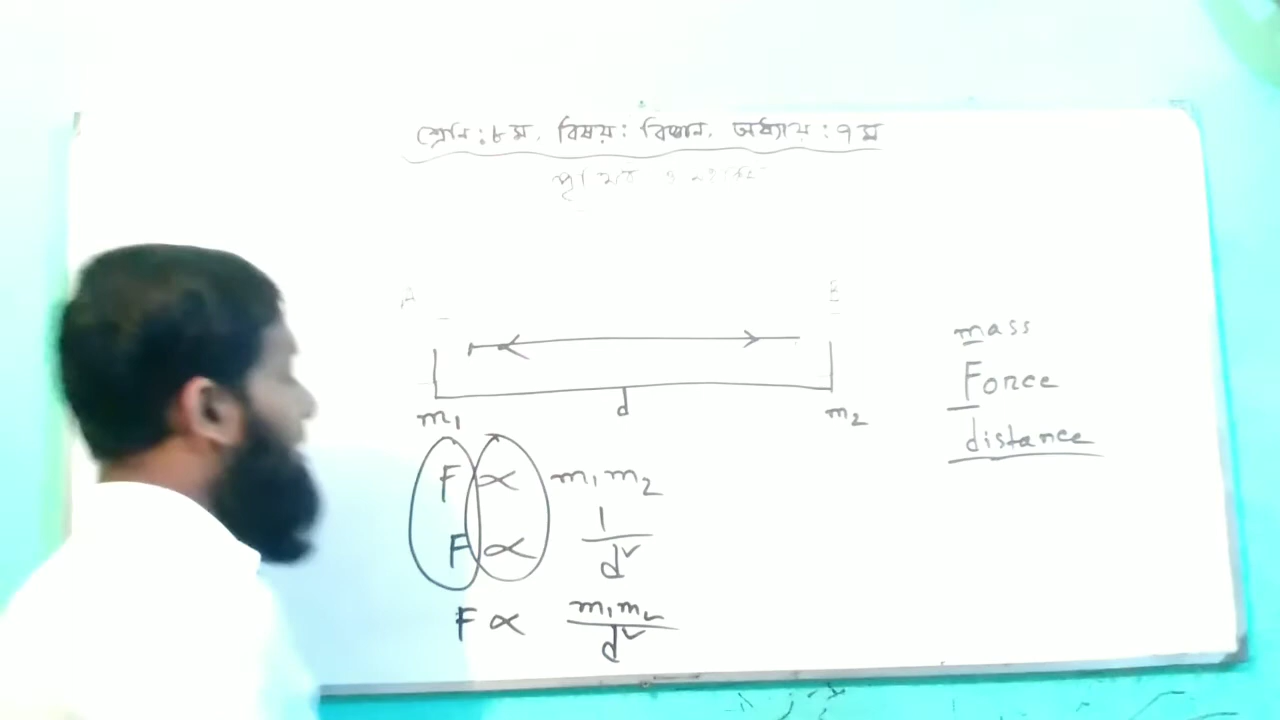 শ্রেণি : ৮ম. বিষয় : বিজ্ঞান. অধ্যায় : ৭ম
A B
m₁ d m₂
mass
Force
distance
F ∝ m₁m₂
F ∝ 1/d²
F ∝ m₁m₂/d²